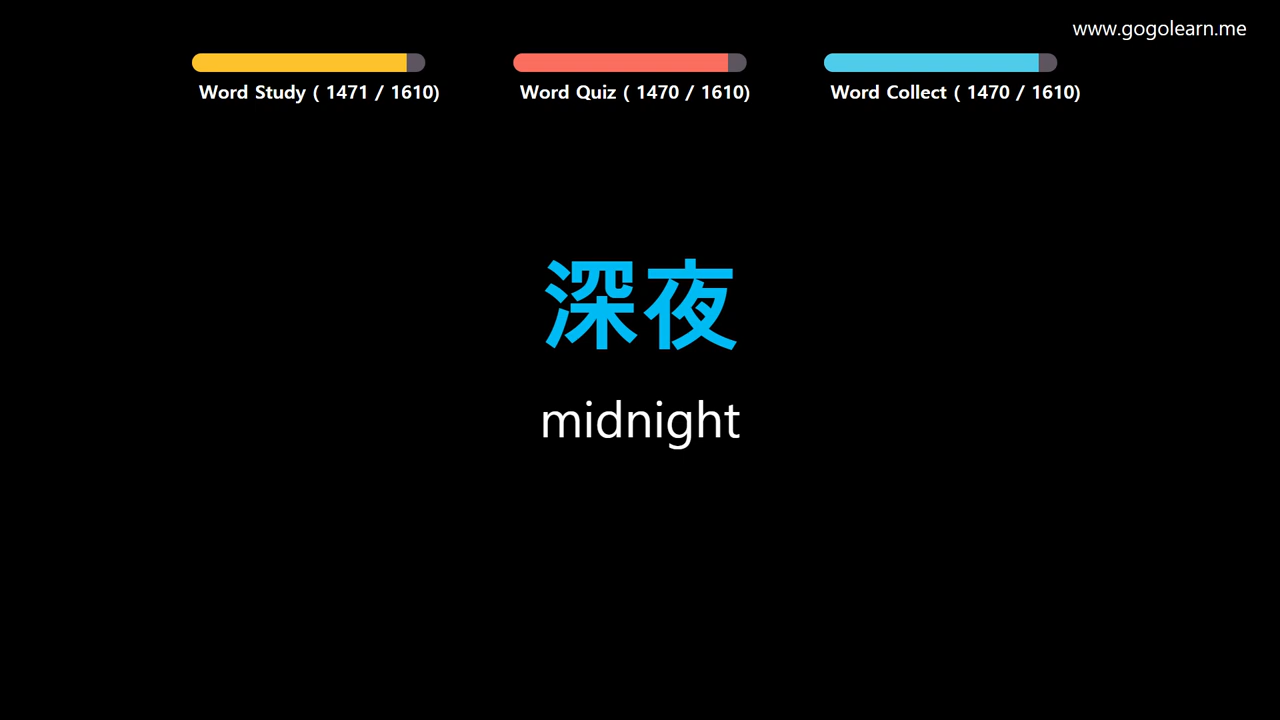 www.gogolearn.me
Word Study ( 1471 / 1610)
Word Quiz ( 1470 / 1610)
Word Collect ( 1470 / 1610)
深夜
midnight